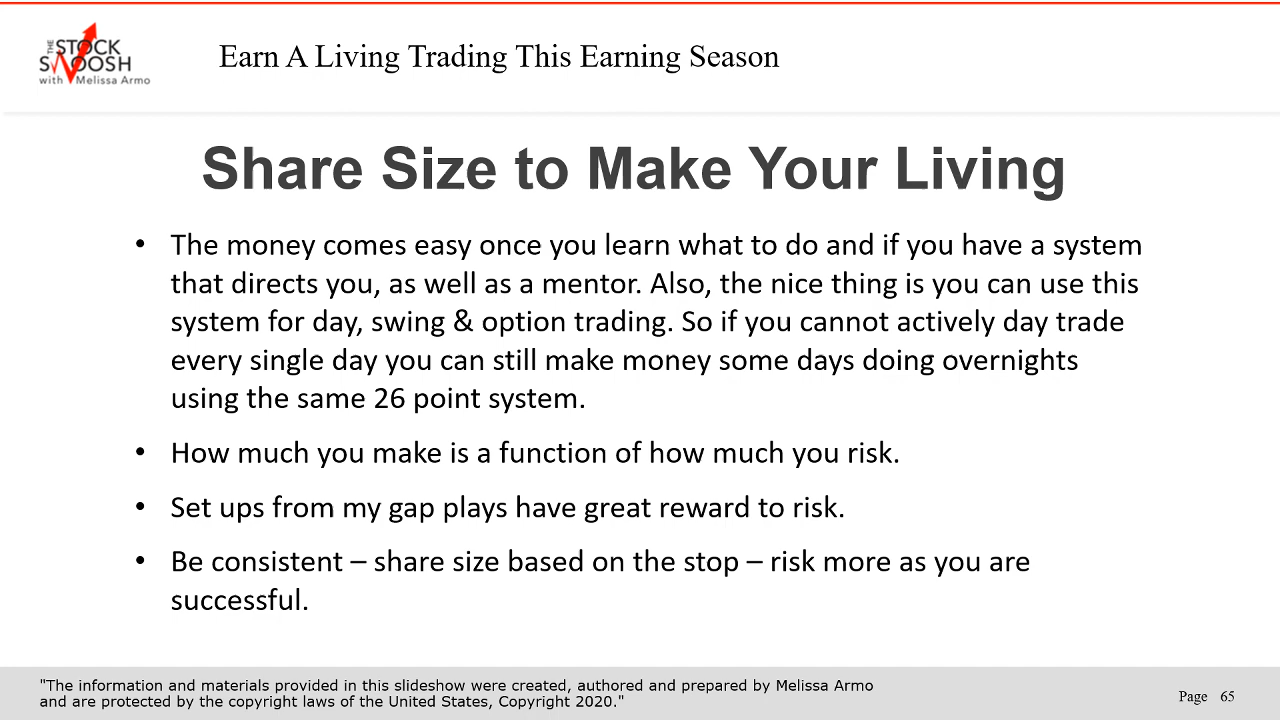 THE
STOCK
SWOOSH
with Melissa Armo
Earn A Living Trading This Earning Season
Share Size to Make Your Living
• The money comes easy once you learn what to do and if you have a system
that directs you, as well as a mentor. Also, the nice thing is you can use this
system for day, swing & option trading. So if you cannot actively day trade
every single day you can still make money some days doing overnights
using the same 26 point system.
• How much you make is a function of how much you risk.
• Set ups from my gap plays have great reward to risk.
• Be consistent – share size based on the stop – risk more as you are
successful.
"The information and materials provided in this slideshow were created, authored and prepared by Melissa Armo
and are protected by the copyright laws of the United States, Copyright 2020."
Page 65